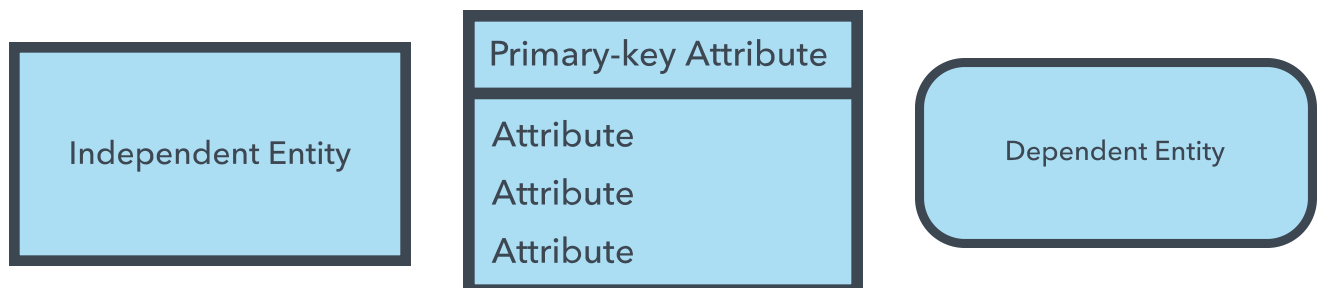 Independent Entity
Primary-key Attribute
Attribute
Attribute
Attribute
Dependent Entity